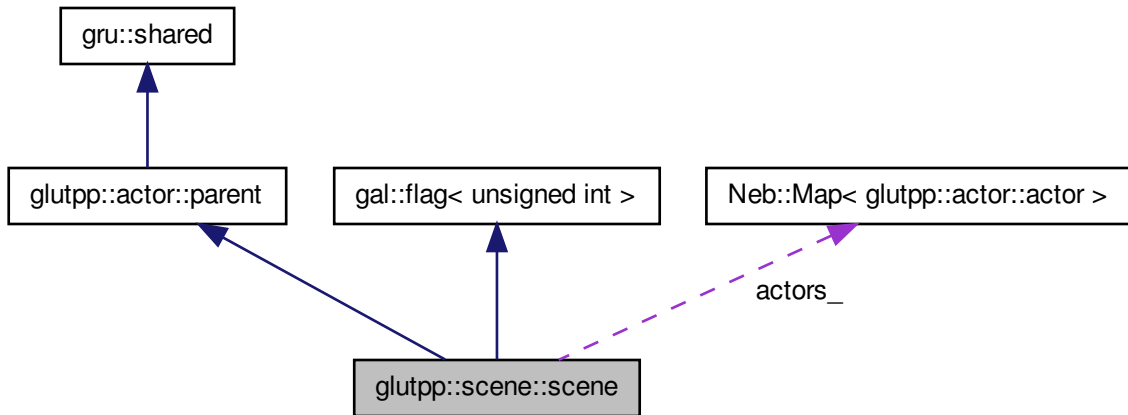 gru::shared
glutpp::actor::parent
gal::flag< unsigned int >
Neb::Map< glutpp::actor::actor >
actors_
glutpp::scene::scene